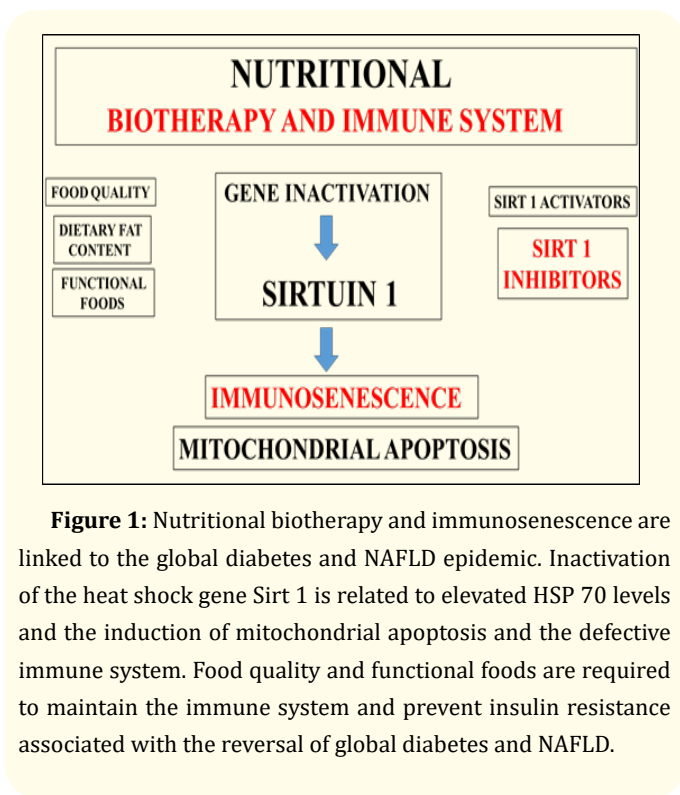 NUTRITIONAL
BIOTHERAPY AND IMMUNE SYSTEM
FOOD QUALITY
DIETARY FAT
CONTENT
FUNCTIONAL
FOODS
GENE INACTIVATION
SIRTUIN 1
SIRT 1 ACTIVATORS
SIRT 1
INHIBITORS
IMMUNOSENESCENCE
MITOCHONDRIAL APOPTOSIS
Figure 1: Nutritional biotherapy and immunosenescence are
linked to the global diabetes and NAFLD epidemic. Inactivation
of the heat shock gene Sirt 1 is related to elevated HSP 70 levels
and the induction of mitochondrial apoptosis and the defective
immune system. Food quality and functional foods are required
to maintain the immune system and prevent insulin resistance
associated with the reversal of global diabetes and NAFLD.